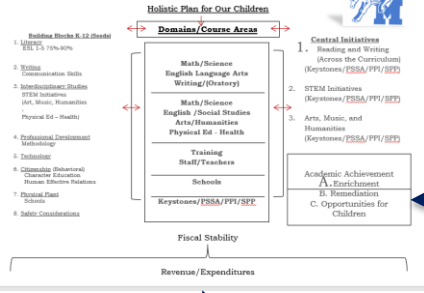 Holistic Plan for Our Children
Building Blocks K-12 (Seeds)
1. Literacy
ESL 1-5 75%-90%
2. Writing
Communication Skills
3. Interdisciplinary Studies
STEM Initiatives
(Art, Music, Humanities
-
Physical Ed – Health)
4. Professional Development
Methodology
5. Technology
6. Citizenship (Behavioral)
Character Education
Human Effective Relations
7. Physical Plant
Schools
8. Safety Considerations
Domains/Course Areas
Math/Science
English Language Arts
Writing/(Oratory)
Math/Science
English /Social Studies
Arts/Humanities
Physical Ed - Health
Training
Staff/Teachers
Schools
Keystones/PSSA/PPI/SPP
Central Initiatives
1. Reading and Writing
(Across the Curriculum)
(Keystones/PSSA/PPI/SPP)
2. STEM Initiatives
(Keystones/PSSA/PPI/SPP)
3. Arts, Music, and
Humanities
(Keystones/PSSA/PPI/SPP)
Academic Achievement
A. Enrichment
B. Remediation
C. Opportunities for
Children
Fiscal Stability
Revenue/Expenditures